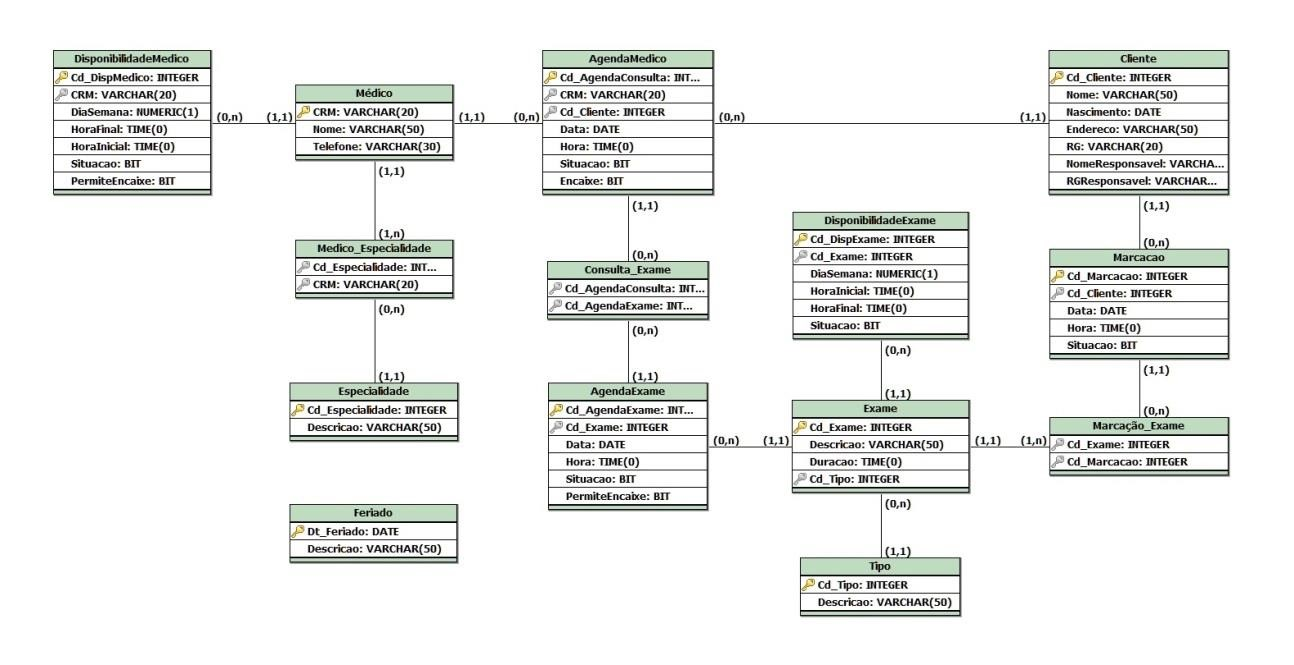 DisponibilidadeMedico
Cd_DispMedico: INTEGER
CRM: VARCHAR(20)
DiaSemana: NUMERIC(1)
HoraFinal: TIME(0)
HoraInicial: TIME(0)
Situacao: BIT
PermiteEncaixe: BIT
(0,n)
(1,1)
Médico
CRM: VARCHAR(20)
Nome: VARCHAR(50)
Telefone: VARCHAR(30)
(1,1)
(0,n)
(1,1)
(1,n)
AgendaMedico
Cd_AgendaConsulta: INT...
CRM: VARCHAR(20)
Cd_Cliente: INTEGER
Data: DATE
Hora: TIME(0)
Situacao: BIT
Encaixe: BIT
(0,n)
(1,1)
(1,1)
(0,n)
Cliente
Cd_Cliente: INTEGER
Nome: VARCHAR(50)
Nascimento: DATE
Endereco: VARCHAR(50)
RG: VARCHAR(20)
NomeResponsavel: VARCHA...
RGResponsavel: VARCHAR...
(1,1)
(0,n)
Medico_Especialidade
Cd_Especialidade: INT...
CRM: VARCHAR(20)
(0,n)
(1,1)
Consulta_Exame
Cd_AgendaConsulta: INT...
Cd_AgendaExame: INT...
(0,n)
(1,1)
DisponibilidadeExame
Cd_DispExame: INTEGER
Cd_Exame: INTEGER
DiaSemana: NUMERIC(1)
HoraInicial: TIME(0)
HoraFinal: TIME(0)
Situacao: BIT
(0,n)
(1,1)
Marcacao
Cd_Marcacao: INTEGER
Cd_Cliente: INTEGER
Data: DATE
Hora: TIME(0)
Situacao: BIT
(1,1)
(0,n)
Especialidade
Cd_Especialidade: INTEGER
Descricao: VARCHAR(50)
AgendaExame
Cd_AgendaExame: INT...
Cd_Exame: INTEGER
Data: DATE
Hora: TIME(0)
Situacao: BIT
PermiteEncaixe: BIT
(0,n)
(1,1)
Exame
Cd_Exame: INTEGER
Descricao: VARCHAR(50)
Duracao: TIME(0)
Cd_Tipo: INTEGER
(1,1)
(1,n)
(0,n)
(1,1)
Marcação_Exame
Cd_Exame: INTEGER
Cd_Marcacao: INTEGER
Feriado
Dt_Feriado: DATE
Descricao: VARCHAR(50)
Tipo
Cd_Tipo: INTEGER
Descricao: VARCHAR(50)